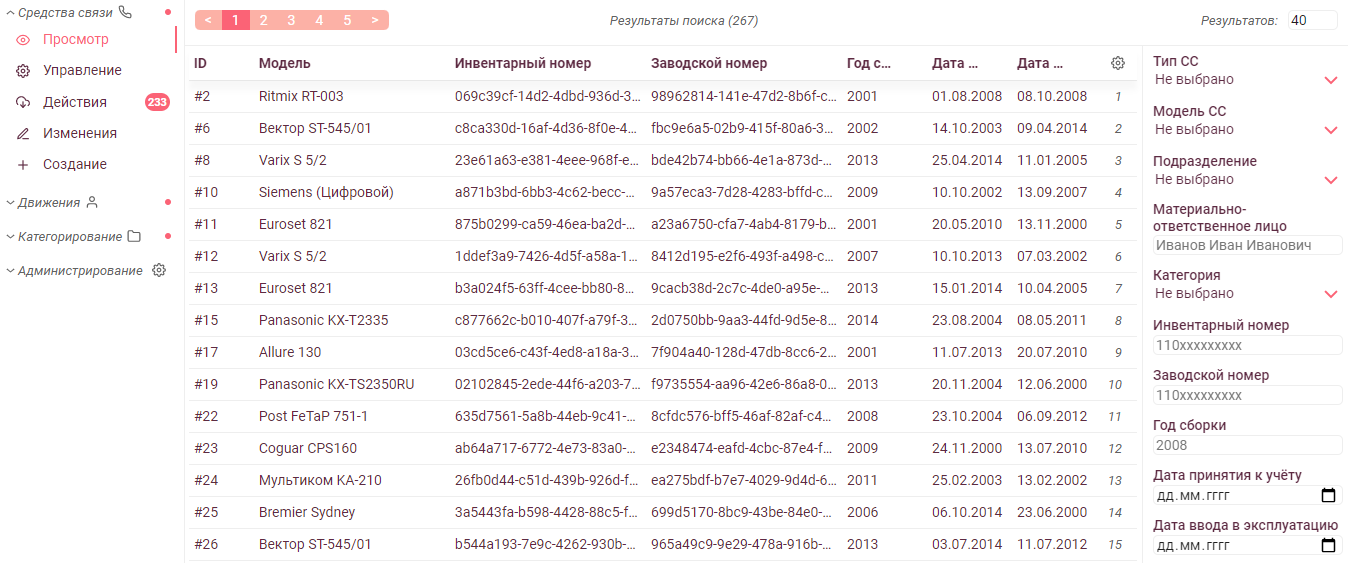 Средства связи
Просмотр
Управление
Действия 233
Изменения
Создание
Движения
Категорирование
Администрирование
< 1 2 3 4 5 >
Результаты поиска (267)
Результатов: 40
ID Модель Инвентарный номер Заводской номер Год с... Дата ... Дата ...
#2 Ritmix RT-003 069c39cf-14d2-4dbd-936d-3... 98962814-141e-47d2-8b6f-c... 2001 01.08.2008 08.10.2008 1
#6 Вектор ST-545/01 c8ca330d-16af-4d36-8f0e-4... fbc9e6a5-02b9-415f-80a6-3... 2002 14.10.2003 09.04.2014 2
#8 Varix S 5/2 23e61a63-e381-4eee-968f-e... bde42b74-bb66-4e1a-873d-... 2013 25.04.2014 11.01.2005 3
#10 Siemens (Цифровой) a871b3bd-6bb3-4c62-becc-... 9a57eca3-7d28-4283-bffd-c... 2009 10.10.2002 13.09.2007 4
#11 Euroset 821 875b0299-ca59-46ea-ba2d-... a23a6750-cfa7-4ab4-8179-b... 2001 20.05.2010 13.11.2000 5
#12 Varix S 5/2 1ddef3a9-7426-4d5f-a58a-1... 8412d195-e2f6-493f-a498-c... 2007 10.10.2013 07.03.2002 6
#13 Euroset 821 b3a024f5-63ff-4cee-bb80-8... 9cacb38d-2c7c-4de0-a95e-... 2013 15.01.2014 10.04.2005 7
#15 Panasonic KX-T2335 c877662c-b010-407f-a79f-3... 2d0750bb-9aa3-44fd-9d5e-8... 2014 23.08.2004 08.05.2011 8
#17 Allure 130 03cd5ce6-c43f-4ed8-a18a-3... 7f904a40-128d-47db-8cc6-2... 2001 11.07.2013 20.07.2010 9
#19 Panasonic KX-TS2350RU 02102845-2ede-44f6-a203-7... f9735554-aa96-42e6-86a8-0... 2013 20.11.2004 12.06.2000 10
#22 Post FeTaP 751-1 635d7561-5a8b-44eb-9c41-... 8cfdc576-bff5-46af-82af-c4... 2008 23.10.2004 06.09.2012 11
#23 Coguar CPS160 ab64a717-6772-4e73-83a0-... e2348474-eafd-4cbc-87e4-f... 2009 24.11.2000 13.07.2010 12
#24 Мультиком КА-210 26fb0d44-c51d-439b-926d-f... ea275bdf-b7e7-4029-9d4d-6... 2011 25.02.2003 13.02.2002 13
#25 Bremier Sydney 3a5443fa-b598-4428-88c5-f... 699d5170-8bc9-43be-84e0-... 2006 06.10.2014 23.06.2000 14
#26 Вектор ST-545/01 b544a193-7e9c-4262-930b-... 965a49c9-9e29-478a-916b-... 2013 03.07.2014 11.07.2012 15
Тип СС
Не выбрано
Модель СС
Не выбрано
Подразделение
Не выбрано
Материально-
ответственное лицо
Иванов Иван Иванович
Категория
Не выбрано
Инвентарный номер
110xxxxxxxxx
Заводской номер
110xxxxxxxxx
Год сборки
2008
Дата принятия к учёту
дд.мм.гггг
Дата ввода в эксплуатацию
дд.мм.гггг